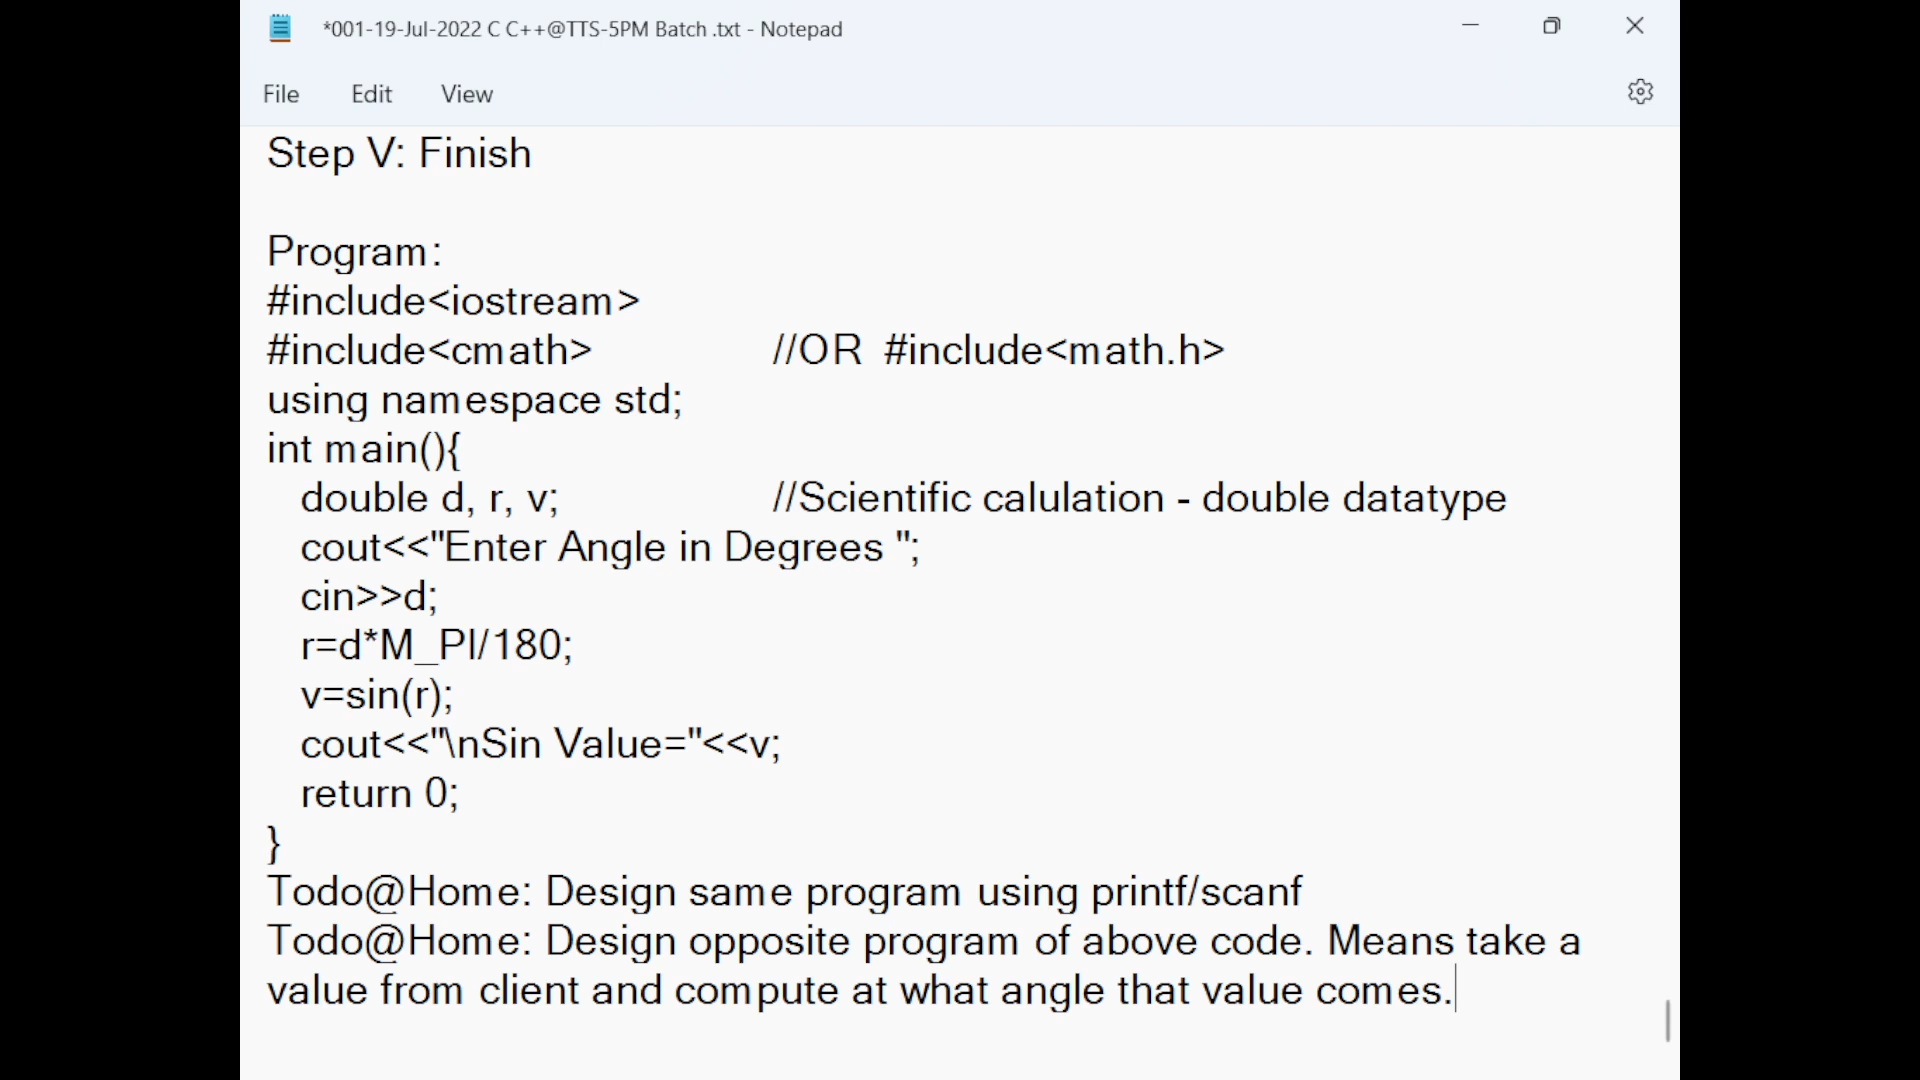 *001-19-Jul-2022 C C++@TTS-5PM Batch .txt - Notepad
File Edit View
Step V: Finish
Program:
#include<iostream>
#include<cmath> //OR #include<math.h>
using namespace std;
int main(){
double d, r, v; //Scientific calulation - double datatype
cout<<"Enter Angle in Degrees ";
cin>>d;
r=d*M_PI/180;
v=sin(r);
cout<<"\nSin Value="<<v;
return 0;
}
Todo@Home: Design same program using printf/scanf
Todo@Home: Design opposite program of above code. Means take a
value from client and compute at what angle that value comes.